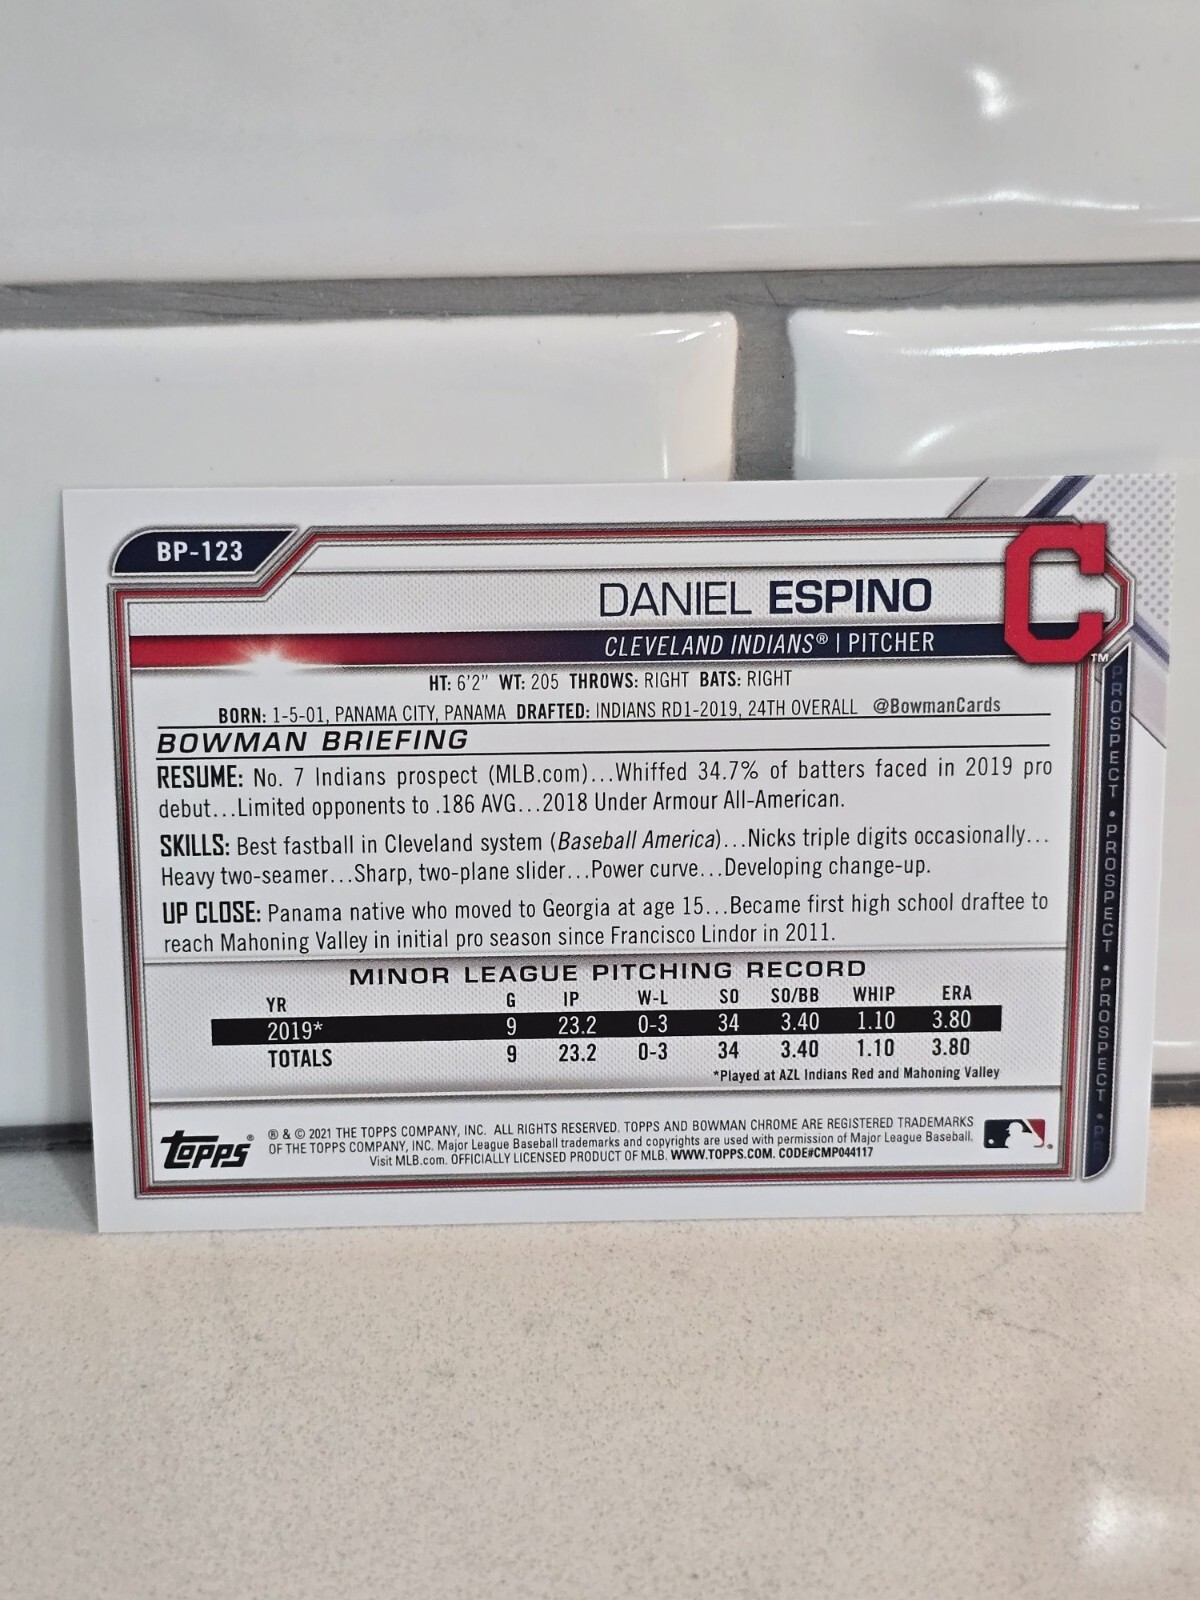 BP-123
DANIEL ESPINO
CLEVELAND INDIANS® | PITCHER
C
TM
HT: 6'2" WT: 205 THROWS: RIGHT BATS: RIGHT
BORN: 1-5-01, PANAMA CITY, PANAMA DRAFTED: INDIANS RD1-2019, 24TH OVERALL @BowmanCards
BOWMAN BRIEFING
RESUME: No. 7 Indians prospect (MLB.com)...Whiffed 34.7% of batters faced in 2019 pro
debut...Limited opponents to .186 AVG...2018 Under Armour All-American.
SKILLS: Best fastball in Cleveland system (Baseball America)...Nicks triple digits occasionally...
Heavy two-seamer...Sharp, two-plane slider...Power curve...Developing change-up.
UP CLOSE: Panama native who moved to Georgia at age 15...Became first high school draftee to
reach Mahoning Valley in initial pro season since Francisco Lindor in 2011.
MINOR LEAGUE PITCHING RECORD
YR G IP W-L SO SO/BB WHIP ERA
2019* 9 23.2 0-3 34 3.40 1.10 3.80
TOTALS 9 23.2 0-3 34 3.40 1.10 3.80
*Played at AZL Indians Red and Mahoning Valley
topps®
® & © 2021 THE TOPPS COMPANY, INC. ALL RIGHTS RESERVED. TOPPS AND BOWMAN CHROME ARE REGISTERED TRADEMARKS
OF THE TOPPS COMPANY, INC. Major League Baseball trademarks and copyrights are used with permission of Major League Baseball.
Visit MLB.com. OFFICIALLY LICENSED PRODUCT OF MLB. WWW.TOPPS.COM. CODE#CMP044117
PROSPECT • PROSPECT • PROSPECT • P